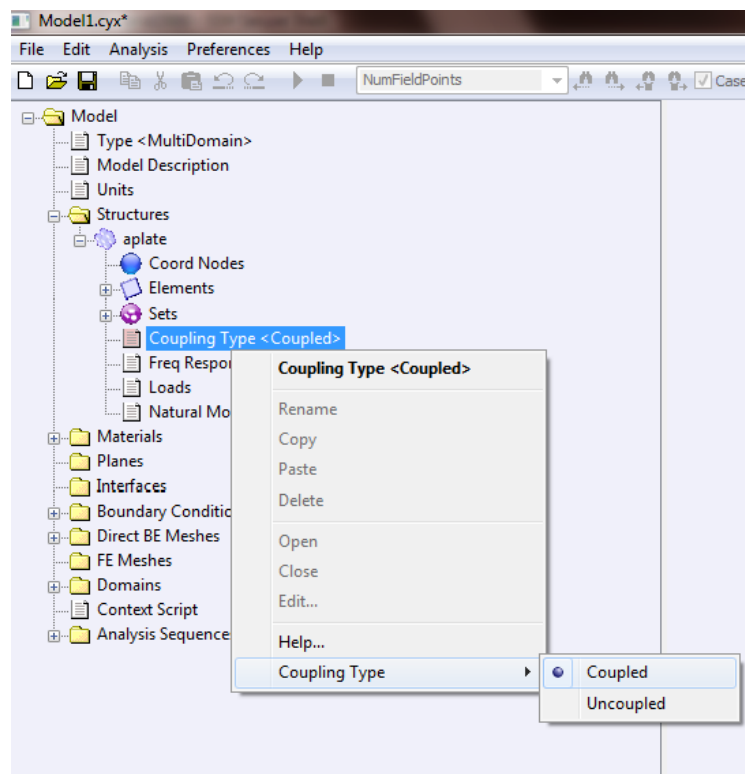 Model1.cyx*
File Edit Analysis Preferences Help
NumFieldPoints
Case
Model
Type <MultiDomain>
Model Description
Units
Structures
aplate
Coord Nodes
Elements
Sets
Coupling Type <Coupled>
Freq Respo
Loads
Natural Mo
Materials
Planes
Interfaces
Boundary Conditio
Direct BE Meshes
FE Meshes
Domains
Context Script
Analysis Sequence
Coupling Type <Coupled>
Rename
Copy
Paste
Delete
Open
Close
Edit...
Help...
Coupling Type
Coupled
Uncoupled